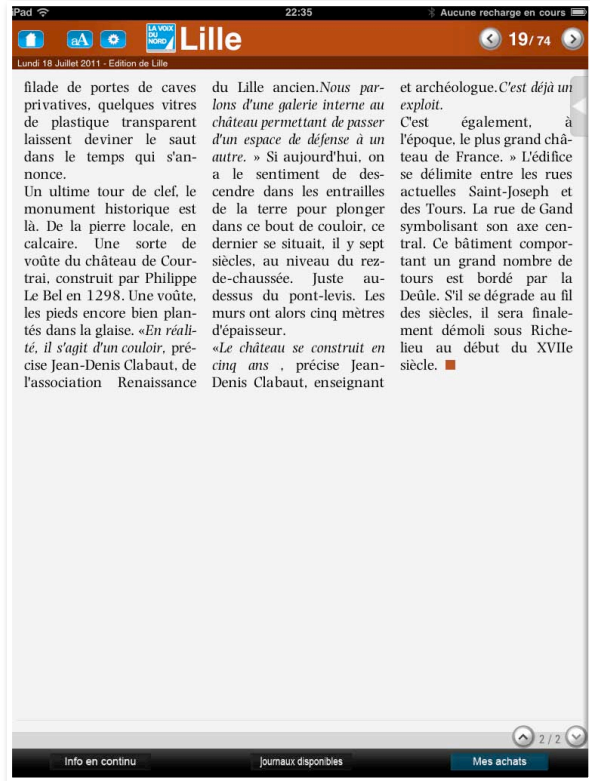 iPad 22:35 Aucune recharge en cours
aA LA VOIX DU NORD Lille 19/ 74
Lundi 18 Juillet 2011 - Edition de Lille
filade de portes de caves
privatives, quelques vitres
de plastique transparent
laissent deviner le saut
dans le temps qui s'an-
nonce.
Un ultime tour de clef, le
monument historique est
là. De la pierre locale, en
calcaire. Une sorte de
voûte du château de Cour-
trai, construit par Philippe
Le Bel en 1298. Une voûte,
les pieds encore bien plan-
tés dans la glaise. «En réali-
té, il s'agit d'un couloir, pré-
cise Jean-Denis Clabaut, de
l'association Renaissance
du Lille ancien.Nous par-
lons d'une galerie interne au
château permettant de passer
d'un espace de défense à un
autre. » Si aujourd'hui, on
a le sentiment de des-
cendre dans les entrailles
de la terre pour plonger
dans ce bout de couloir, ce
dernier se situait, il y sept
siècles, au niveau du rez-
de-chaussée. Juste au-
dessus du pont-levis. Les
murs ont alors cinq mètres
d'épaisseur.
«Le château se construit en
cinq ans , précise Jean-
Denis Clabaut, enseignant
et archéologue.C'est déjà un
exploit.
C'est également, à
l'époque, le plus grand châ-
teau de France. » L'édifice
se délimite entre les rues
actuelles Saint-Joseph et
des Tours. La rue de Gand
symbolisant son axe cen-
tral. Ce bâtiment compor-
tant un grand nombre de
tours est bordé par la
Deûle. S'il se dégrade au fil
des siècles, il sera finale-
ment démoli sous Riche-
lieu au début du XVIIe
siècle.
2 / 2
Info en continu Journaux disponibles Mes achats